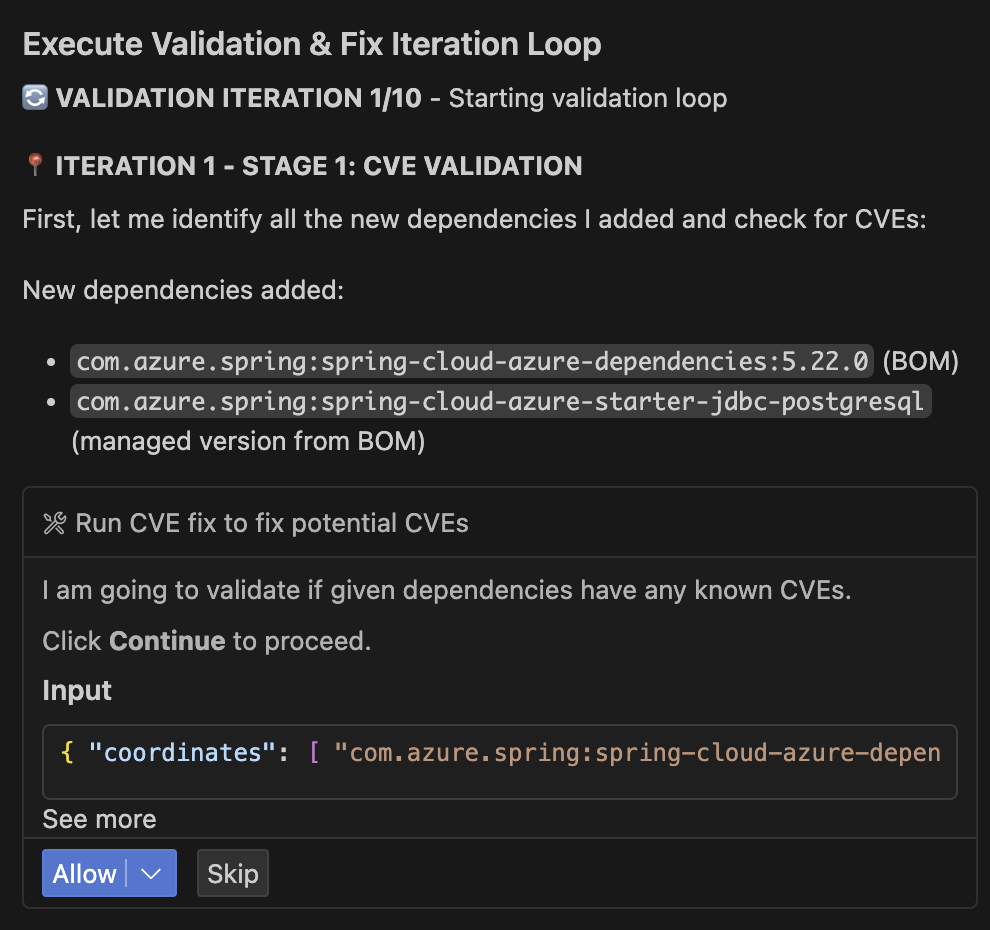 Execute Validation & Fix Iteration Loop
🔄 VALIDATION ITERATION 1/10 - Starting validation loop
📍 ITERATION 1 - STAGE 1: CVE VALIDATION
First, let me identify all the new dependencies I added and check for CVEs:
New dependencies added:
• com.azure.spring:spring-cloud-azure-dependencies:5.22.0 (BOM)
• com.azure.spring:spring-cloud-azure-starter-jdbc-postgresql
(managed version from BOM)
Run CVE fix to fix potential CVEs
I am going to validate if given dependencies have any known CVEs.
Click Continue to proceed.
Input
{ "coordinates": [ "com.azure.spring:spring-cloud-azure-depen
See more
Allow Skip